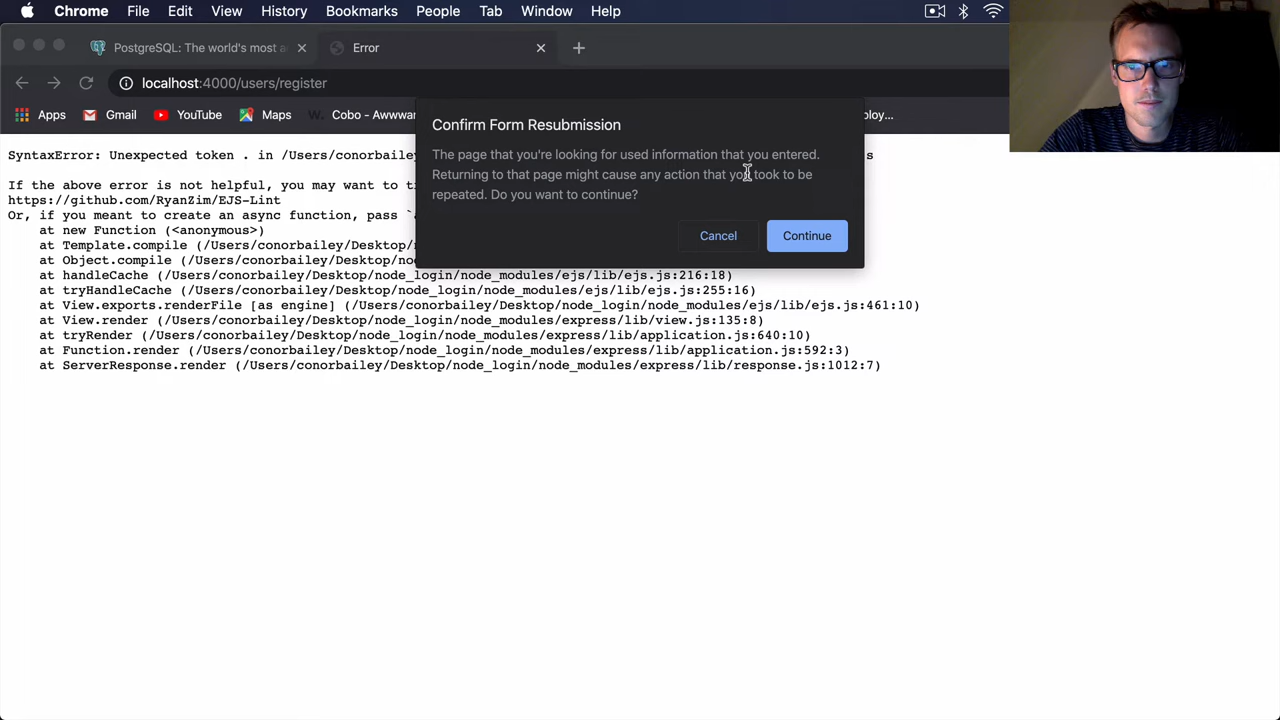 Chrome File Edit View History Bookmarks People Tab Window Help
PostgreSQL: The world's most a
Error
localhost:4000/users/register
Apps Gmail YouTube Maps Cobo - Awwwar ploy...
Confirm Form Resubmission
The page that you're looking for used information that you entered.
Returning to that page might cause any action that you took to be
repeated. Do you want to continue?
Cancel Continue
SyntaxError: Unexpected token . in /Users/conorbailey s
If the above error is not helpful, you may want to t
https://github.com/RyanZim/EJS-Lint
Or, if you meant to create an async function, pass `
at new Function (<anonymous>)
at Template.compile (/Users/conorbailey/Desktop/
at Object.compile (/Users/conorbailey/Desktop/
at handleCache (/Users/conorbailey/Desktop/node_login/node_modules/ejs/lib/ejs.js:216:18)
at tryHandleCache (/Users/conorbailey/Desktop/node_login/node_modules/ejs/lib/ejs.js:255:16)
at View.exports.renderFile [as engine] (/Users/conorbailey/Desktop/node_login/node_modules/ejs/lib/ejs.js:461:10)
at View.render (/Users/conorbailey/Desktop/node_login/node_modules/express/lib/view.js:135:8)
at tryRender (/Users/conorbailey/Desktop/node_login/node_modules/express/lib/application.js:640:10)
at Function.render (/Users/conorbailey/Desktop/node_login/node_modules/express/lib/application.js:592:3)
at ServerResponse.render (/Users/conorbailey/Desktop/node_login/node_modules/express/lib/response.js:1012:7)